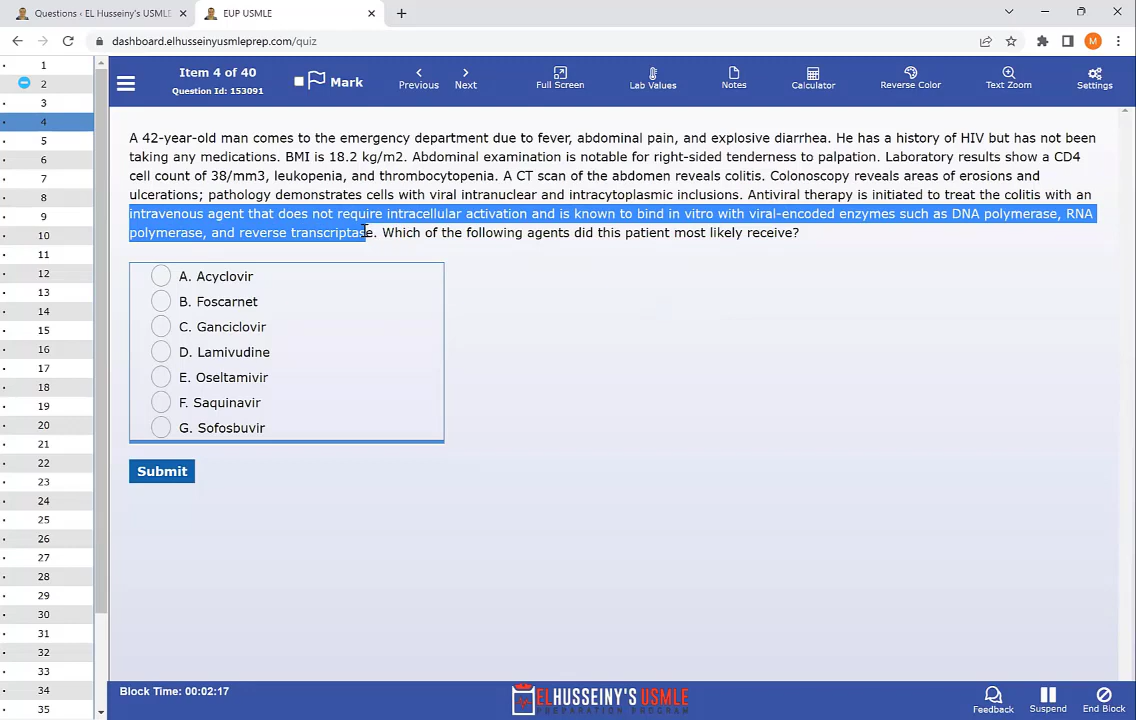 Questions ‹ EL Husseiny's USMLE
EUP USMLE
dashboard.elhusseinyusmleprep.com/quiz
M
Item 4 of 40
Question Id: 153091
Mark
Previous
Next
Full Screen
Lab Values
Notes
Calculator
Reverse Color
Text Zoom
Settings
1
2
3
4
5
6
7
8
9
10
11
12
13
14
15
16
17
18
19
20
21
22
23
24
25
26
27
28
29
30
31
32
33
34
35
A 42-year-old man comes to the emergency department due to fever, abdominal pain, and explosive diarrhea. He has a history of HIV but has not been
taking any medications. BMI is 18.2 kg/m2. Abdominal examination is notable for right-sided tenderness to palpation. Laboratory results show a CD4
cell count of 38/mm3, leukopenia, and thrombocytopenia. A CT scan of the abdomen reveals colitis. Colonoscopy reveals areas of erosions and
ulcerations; pathology demonstrates cells with viral intranuclear and intracytoplasmic inclusions. Antiviral therapy is initiated to treat the colitis with an
intravenous agent that does not require intracellular activation and is known to bind in vitro with viral-encoded enzymes such as DNA polymerase, RNA
polymerase, and reverse transcriptase. Which of the following agents did this patient most likely receive?
A. Acyclovir
B. Foscarnet
C. Ganciclovir
D. Lamivudine
E. Oseltamivir
F. Saquinavir
G. Sofosbuvir
Submit
Block Time: 00:02:17
ELHUSSEINY'S USMLE
PREPARATION PROGRAM
Feedback
Suspend
End Block